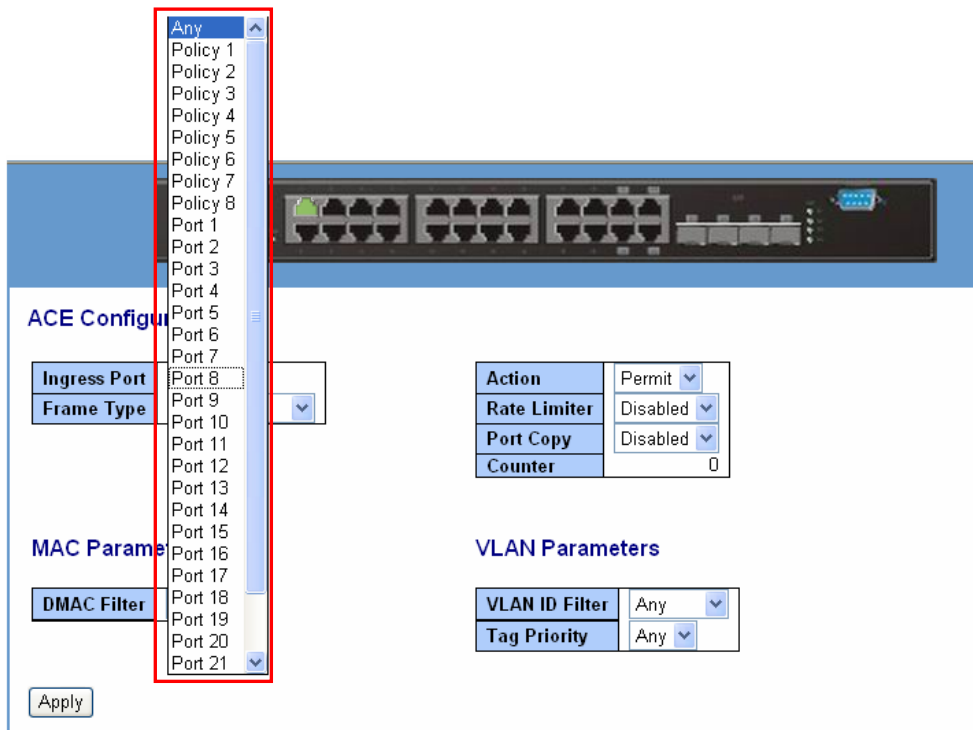 Any
Policy 1
Policy 2
Policy 3
Policy 4
Policy 5
Policy 6
Policy 7
Policy 8
Port 1
Port 2
Port 3
Port 4
Port 5
Port 6
Port 7
Port 8
Port 9
Port 10
Port 11
Port 12
Port 13
Port 14
Port 15
Port 16
Port 17
Port 18
Port 19
Port 20
Port 21
ACE Configu
Ingress Port
Frame Type
Action Permit
Rate Limiter Disabled
Port Copy Disabled
Counter 0
MAC Parame
DMAC Filter
VLAN Parameters
VLAN ID Filter Any
Tag Priority Any
Apply